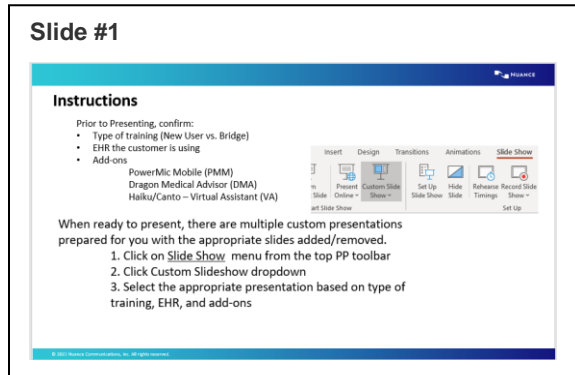 Slide #1
NUANCE
Instructions
Prior to Presenting, confirm:
• Type of training (New User vs. Bridge)
• EHR the customer is using
• Add-ons
PowerMic Mobile (PMM)
Dragon Medical Advisor (DMA)
Haiku/Canto – Virtual Assistant (VA)
Insert Design Transitions Animations Slide Show
Present Custom Slide Set Up Hide Rehearse Record Slide
Slide Online Show Slide Show Slide Timings Show
art Slide Show Set Up
When ready to present, there are multiple custom presentations
prepared for you with the appropriate slides added/removed.
1. Click on Slide Show menu from the top PP toolbar
2. Click Custom Slideshow dropdown
3. Select the appropriate presentation based on type of
training, EHR, and add-ons
© 2021 Nuance Communications, Inc. All rights reserved.